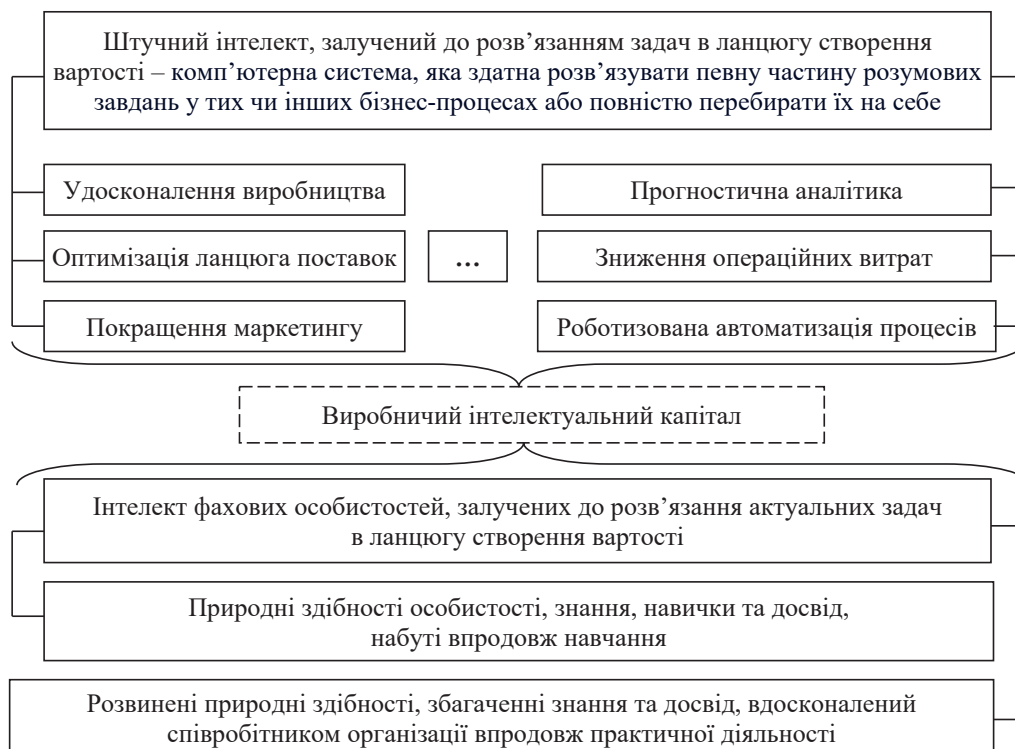 Штучний інтелект, залучений до розв’язанням задач в ланцюгу створення
вартості – комп’ютерна система, яка здатна розв’язувати певну частину розумових
завдань у тих чи інших бізнес-процесах або повністю перебирати їх на себе
Удосконалення виробництва
Прогностична аналітика
Оптимізація ланцюга поставок
...
Зниження операційних витрат
Покращення маркетингу
Роботизована автоматизація процесів
Виробничий інтелектуальний капітал
Інтелект фахових особистостей, залучених до розв’язання актуальних задач
в ланцюгу створення вартості
Природні здібності особистості, знання, навички та досвід,
набуті впродовж навчання
Розвинені природні здібності, збагаченні знання та досвід, вдосконалений
співробітником організації впродовж практичної діяльності